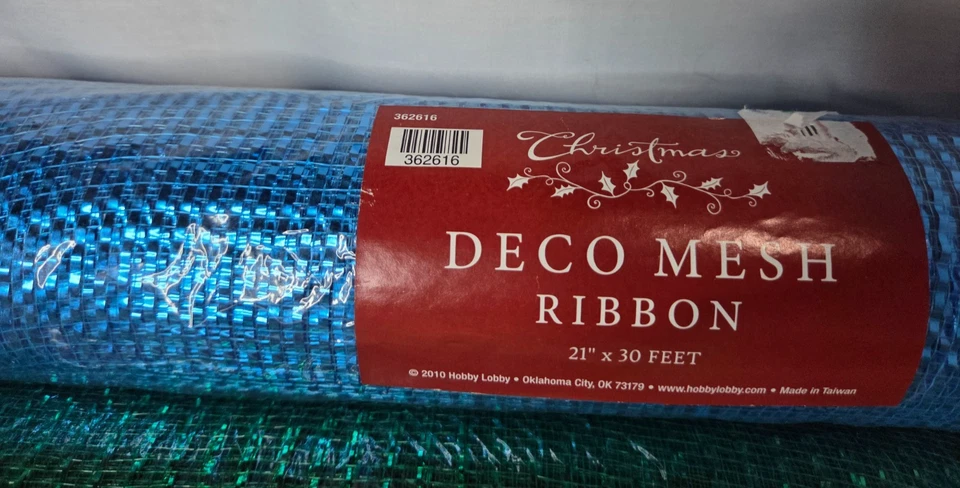 362616
362616
Christmas
DECO MESH
RIBBON
21" x 30 FEET
© 2010 Hobby Lobby • Oklahoma City, OK 73179 • www.hobbylobby.com • Made in Taiwan